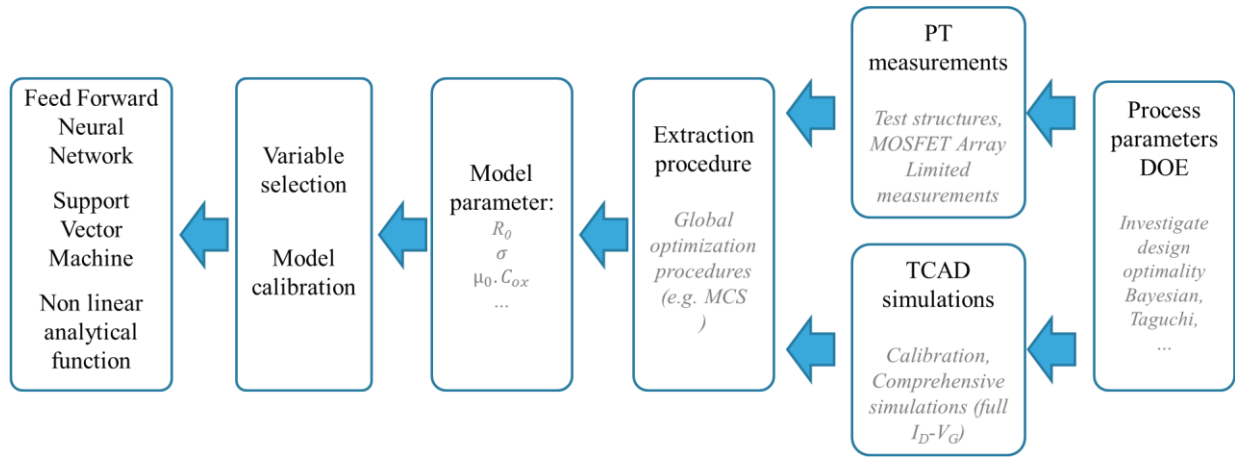 Feed Forward
Neural
Network
Support
Vector
Machine
Non linear
analytical
function
Variable
selection
Model
calibration
Model
parameter:
R₀
σ
μ₀. Cₒₓ
...
Extraction
procedure
Global
optimization
procedures
(e.g. MCS
)
PT
measurements
Test structures,
MOSFET Array
Limited
measurements
TCAD
simulations
Calibration,
Comprehensive
simulations (full
I_D-V_G)
Process
parameters
DOE
Investigate
design
optimality
Bayesian,
Taguchi,
...